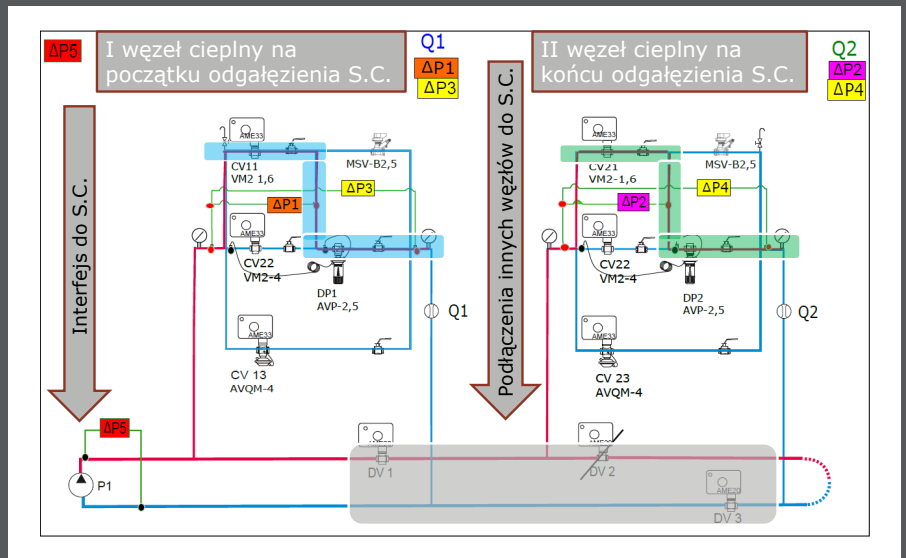 ΔP5
I węzeł cieplny na
początku odgałęzienia S.C.
Q1
ΔP1
ΔP3
II węzeł cieplny na
końcu odgałęzienia S.C.
Q2
ΔP2
ΔP4
Interfejs do S.C.
AME33
CV11
VM2 1,6
MSV-B2,5
ΔP3
ΔP1
AME33
CV22
VM2-4
DP1
AVP-2,5
Q1
AME33
CV 13
AVQM-4
Podłączenia innych węzłów do S.C.
AME33
CV21
VM2-1,6
MSV-B2,5
ΔP4
ΔP2
AME33
CV22
VM2-4
DP2
AVP-2,5
Q2
AME33
CV 23
AVQM-4
ΔP5
P1
DV 1
DV 2
AME20
DV 3